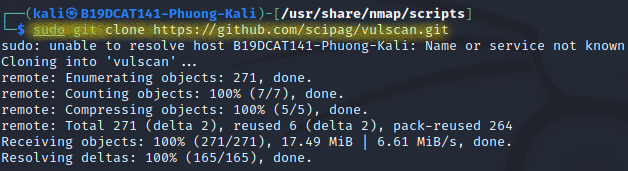 ┌──(kali㉿B19DCAT141-Phuong-Kali)-[/usr/share/nmap/scripts]
└─$ sudo git clone https://github.com/scipag/vulscan.git
sudo: unable to resolve host B19DCAT141-Phuong-Kali: Name or service not known
Cloning into 'vulscan'...
remote: Enumerating objects: 271, done.
remote: Counting objects: 100% (7/7), done.
remote: Compressing objects: 100% (5/5), done.
remote: Total 271 (delta 2), reused 6 (delta 2), pack-reused 264
Receiving objects: 100% (271/271), 17.49 MiB | 6.61 MiB/s, done.
Resolving deltas: 100% (165/165), done.